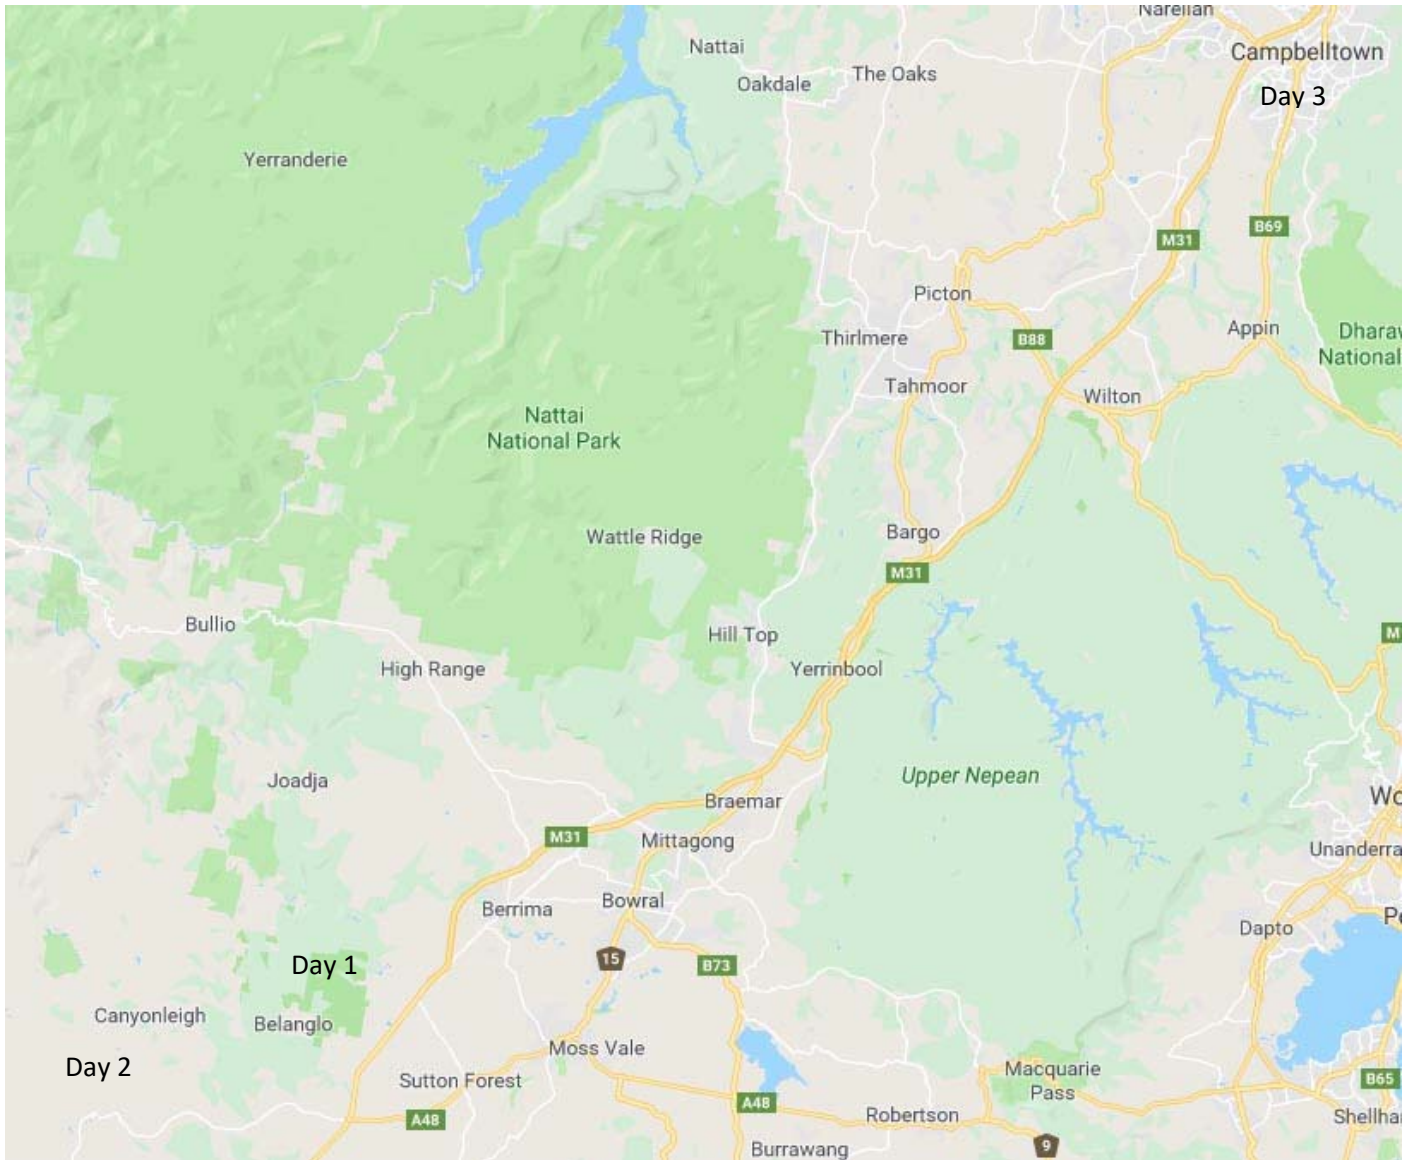 Narellan
Nattai
Campbelltown
The Oaks
Oakdale
Day 3
Yerranderie
B69
M31
Picton
Appin
Thirlmere
B88
Dharaw
National
Tahmoor
Wilton
Nattai
National Park
Bargo
Wattle Ridge
M31
Bullio
Hill Top
M
High Range
Yerrinbool
Joadja
Upper Nepean
Braemar
Wo
M31
Mittagong
Unanderra
Bowral
Berrima
Pe
Dapto
15
Day 1
B73
Canyonleigh
Belanglo
Moss Vale
Day 2
Macquarie
Pass
Sutton Forest
B65
A48
A48
Robertson
Shellha
9
Burrawang